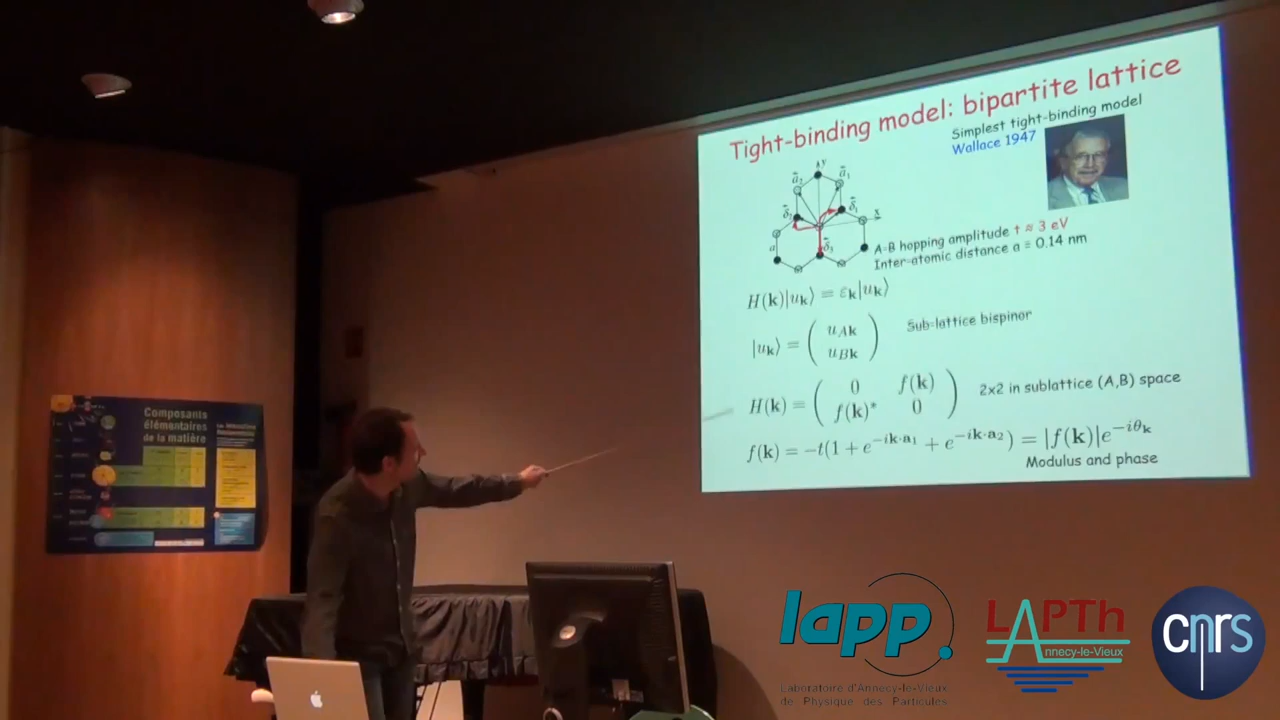 Tight-binding model: bipartite lattice
Simplest tight-binding model
Wallace 1947
A-B hopping amplitude t ≈ 3 eV
Inter-atomic distance a ≅ 0.14 nm
H(k)|u_k⟩ = ε_k|u_k⟩
|u_k⟩ = ( u_Ak u_Bk )
Sub-lattice bispinor
H(k) = ( 0 f(k) f(k)* 0 )
2x2 in sublattice (A,B) space
f(k) = −t(1 + e^{−ik·a_1} + e^{−ik·a_2}) = |f(k)|e^{−iθ_k}
Modulus and phase
Composants
élémentaires
de la matière
lapp
Laboratoire d'Annecy-le-Vieux
de Physique des Particules
LAPTh
Annecy-le-Vieux
cnrs